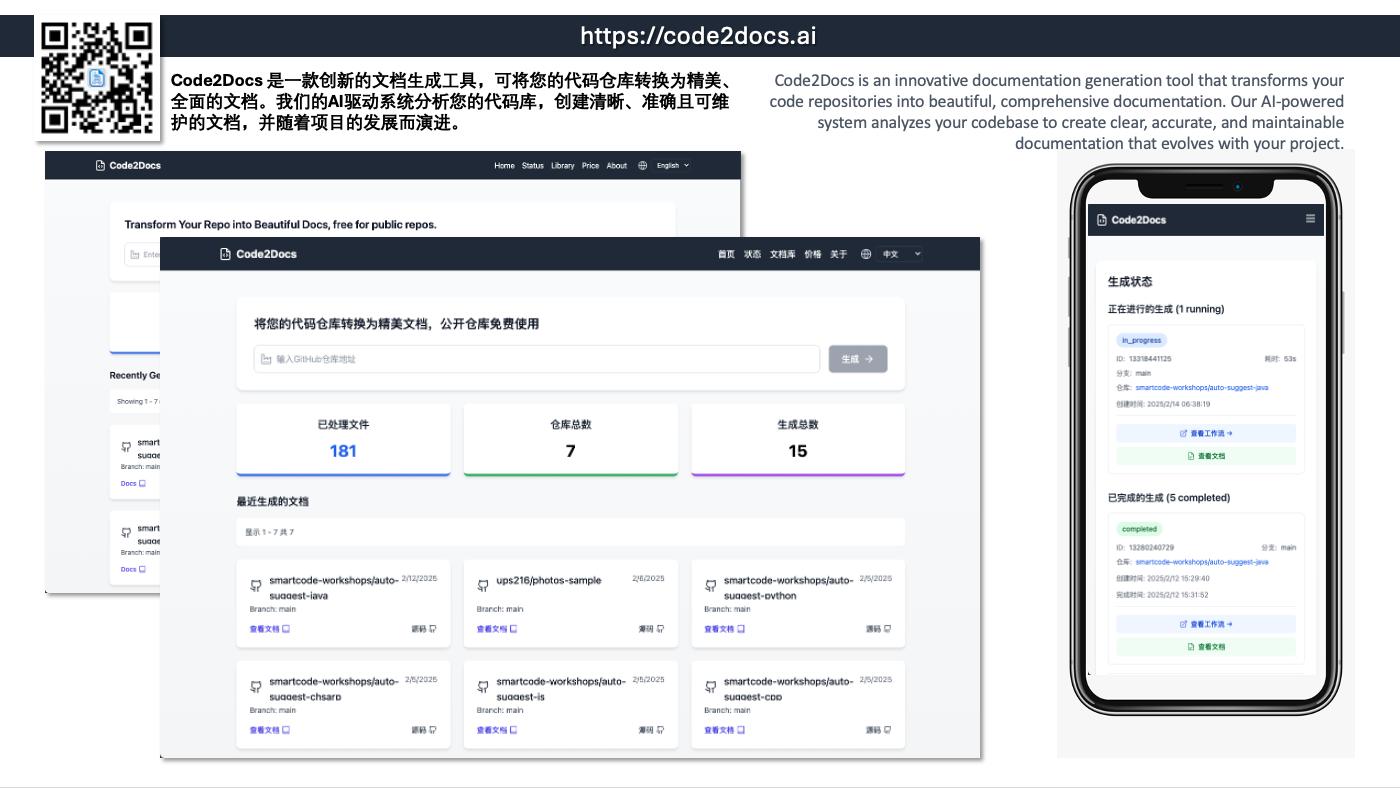 https://code2docs.ai
Code2Docs 是一款创新的文档生成工具，可将您的代码仓库转换为精美、
全面的文档。我们的AI驱动系统分析您的代码库，创建清晰、准确且可维
护的文档，并随着项目的发展而演进。
Code2Docs is an innovative documentation generation tool that transforms your
code repositories into beautiful, comprehensive documentation. Our AI-powered
system analyzes your codebase to create clear, accurate, and maintainable
documentation that evolves with your project.
Code2Docs
Home Status Library Price About English
Transform Your Repo into Beautiful Docs, free for public repos.
Recently Ge
Showing 1 - 7
smart
sugge
Branch: main
Docs
smart
sugge
Branch: main
Docs
Code2Docs
首页 状态 文档库 价格 关于 中文
将您的代码仓库转换为精美文档，公开仓库免费使用
输入GitHub仓库地址
生成 →
已处理文件
181
仓库总数
7
生成总数
15
最近生成的文档
显示 1 - 7 共 7
smartcode-workshops/auto- 2/12/2025
suggest-java
Branch: main
查看文档 源码
ups216/photos-sample 2/6/2025
Branch: main
查看文档 源码
smartcode-workshops/auto- 2/5/2025
suggest-python
Branch: main
查看文档 源码
smartcode-workshops/auto- 2/5/2025
suggest-chsarp
Branch: main
查看文档 源码
smartcode-workshops/auto- 2/5/2025
suggest-js
Branch: main
查看文档 源码
smartcode-workshops/auto- 2/5/2025
suggest-cpp
Branch: main
查看文档 源码
Code2Docs
生成状态
正在进行的生成 (1 running)
in_progress
ID: 13318441125 耗时: 53s
分支: main
仓库: smartcode-workshops/auto-suggest-java
创建时间: 2025/2/14 06:38:19
查看工作流 →
查看文档
已完成的生成 (5 completed)
completed
ID: 13280240729 分支: main
仓库: smartcode-workshops/auto-suggest-java
创建时间: 2025/2/12 15:29:40
完成时间: 2025/2/12 15:31:52
查看工作流 →
查看文档